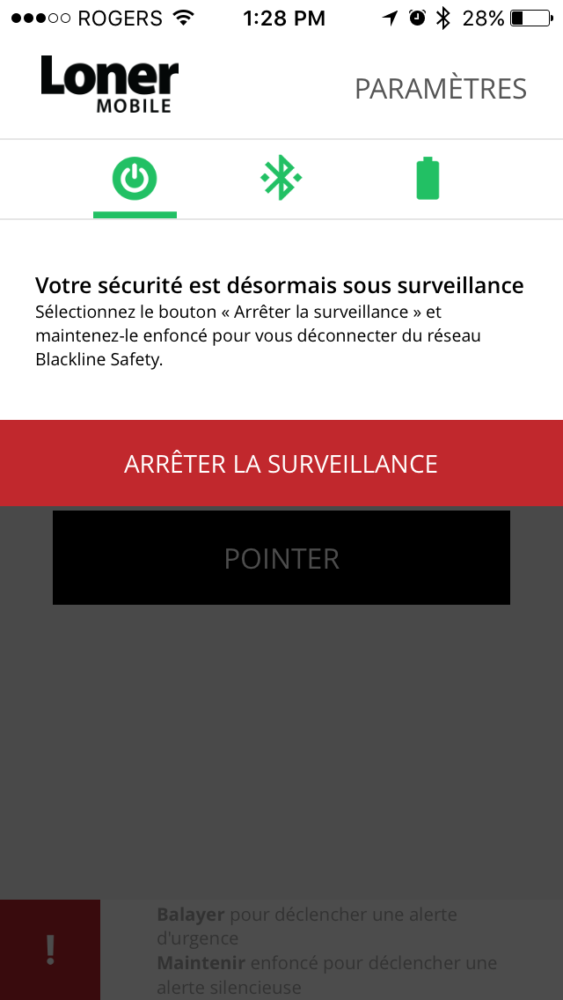 ROGERS 1:28 PM 28%
Loner
MOBILE
PARAMÈTRES
Votre sécurité est désormais sous surveillance
Sélectionnez le bouton « Arrêter la surveillance » et
maintenez-le enfoncé pour vous déconnecter du réseau
Blackline Safety.
ARRÊTER LA SURVEILLANCE
POINTER
!
Balayer pour déclencher une alerte
d'urgence
Maintenir enfoncé pour déclencher une
alerte silencieuse